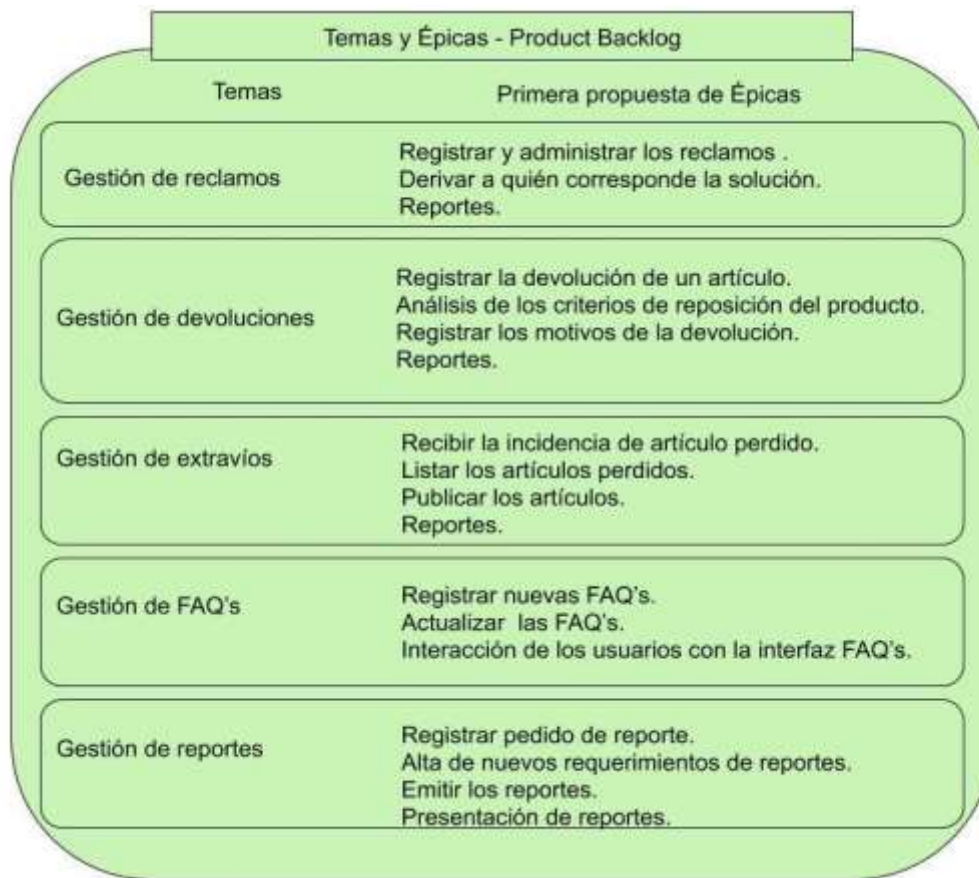 Temas y Épicas - Product Backlog
Temas
Primera propuesta de Épicas
Gestión de reclamos
Registrar y administrar los reclamos .
Derivar a quién corresponde la solución.
Reportes.
Gestión de devoluciones
Registrar la devolución de un artículo.
Análisis de los criterios de reposición del producto.
Registrar los motivos de la devolución.
Reportes.
Gestión de extravíos
Recibir la incidencia de artículo perdido.
Listar los artículos perdidos.
Publicar los artículos.
Reportes.
Gestión de FAQ's
Registrar nuevas FAQ's.
Actualizar  las FAQ's.
Interacción de los usuarios con la interfaz FAQ's.
Gestión de reportes
Registrar pedido de reporte.
Alta de nuevos requerimientos de reportes.
Emitir los reportes.
Presentación de reportes.